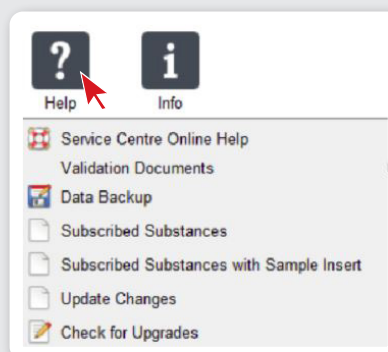 ?
i
Help
Info
Service Centre Online Help
Validation Documents
Data Backup
Subscribed Substances
Subscribed Substances with Sample Insert
Update Changes
Check for Upgrades